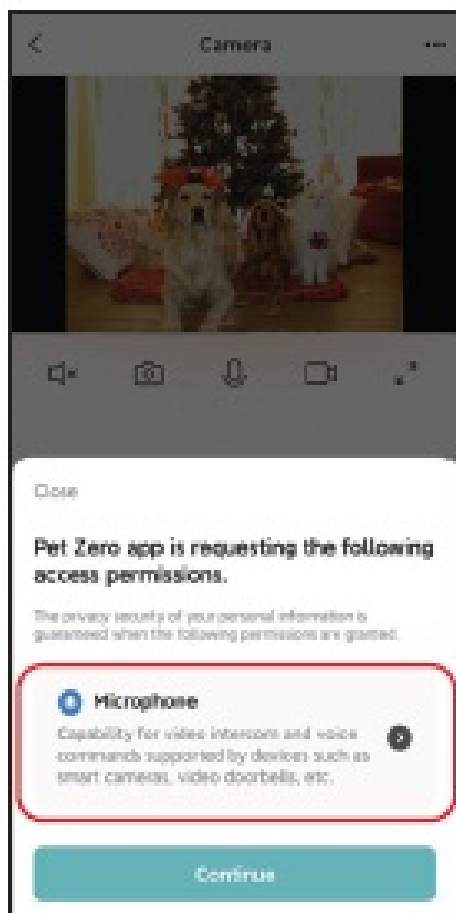 Camera
Close
Pet Zero app is requesting the following
access permissions.
The privacy security of your personal information is
guaranteed when the following permissions are granted.
Microphone
Capability for video intercom and voice
commands supported by devices such as
smart cameras, video doorbells, etc.
Continue